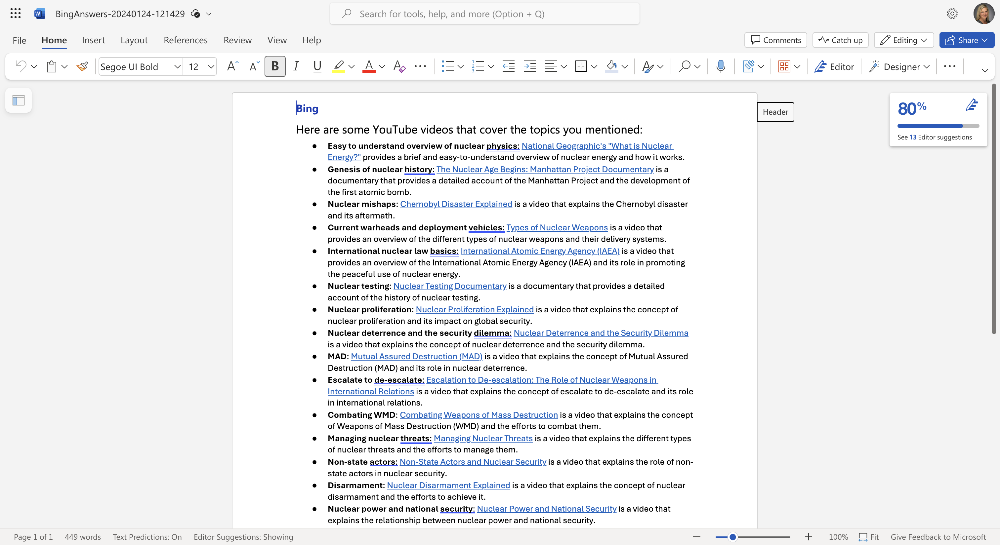 BingAnswers-20240124-121429
Search for tools, help, and more (Option + Q)
File Home Insert Layout References Review View Help
Comments Catch up Editing Share
Segoe UI Bold 12 A A B I U A A Editor Designer
Bing
Header
80%
See 13 Editor suggestions
Here are some YouTube videos that cover the topics you mentioned:
● Easy to understand overview of nuclear physics: National Geographic's "What is Nuclear
Energy?" provides a brief and easy-to-understand overview of nuclear energy and how it works.
● Genesis of nuclear history: The Nuclear Age Begins: Manhattan Project Documentary is a
documentary that provides a detailed account of the Manhattan Project and the development of
the first atomic bomb.
● Nuclear mishaps: Chernobyl Disaster Explained is a video that explains the Chernobyl disaster
and its aftermath.
● Current warheads and deployment vehicles: Types of Nuclear Weapons is a video that
provides an overview of the different types of nuclear weapons and their delivery systems.
● International nuclear law basics: International Atomic Energy Agency (IAEA) is a video that
provides an overview of the International Atomic Energy Agency (IAEA) and its role in promoting
the peaceful use of nuclear energy.
● Nuclear testing: Nuclear Testing Documentary is a documentary that provides a detailed
account of the history of nuclear testing.
● Nuclear proliferation: Nuclear Proliferation Explained is a video that explains the concept of
nuclear proliferation and its impact on global security.
● Nuclear deterrence and the security dilemma: Nuclear Deterrence and the Security Dilemma
is a video that explains the concept of nuclear deterrence and the security dilemma.
● MAD: Mutual Assured Destruction (MAD) is a video that explains the concept of Mutual Assured
Destruction (MAD) and its role in nuclear deterrence.
● Escalate to de-escalate: Escalation to De-escalation: The Role of Nuclear Weapons in
International Relations is a video that explains the concept of escalate to de-escalate and its role
in international relations.
● Combating WMD: Combating Weapons of Mass Destruction is a video that explains the concept
of Weapons of Mass Destruction (WMD) and the efforts to combat them.
● Managing nuclear threats: Managing Nuclear Threats is a video that explains the different types
of nuclear threats and the efforts to manage them.
● Non-state actors: Non-State Actors and Nuclear Security is a video that explains the role of non-
state actors in nuclear security.
● Disarmament: Nuclear Disarmament Explained is a video that explains the concept of nuclear
disarmament and the efforts to achieve it.
● Nuclear power and national security: Nuclear Power and National Security is a video that
explains the relationship between nuclear power and national security.
Page 1 of 1 449 words Text Predictions: On Editor Suggestions: Showing 100% Fit Give Feedback to Microsoft